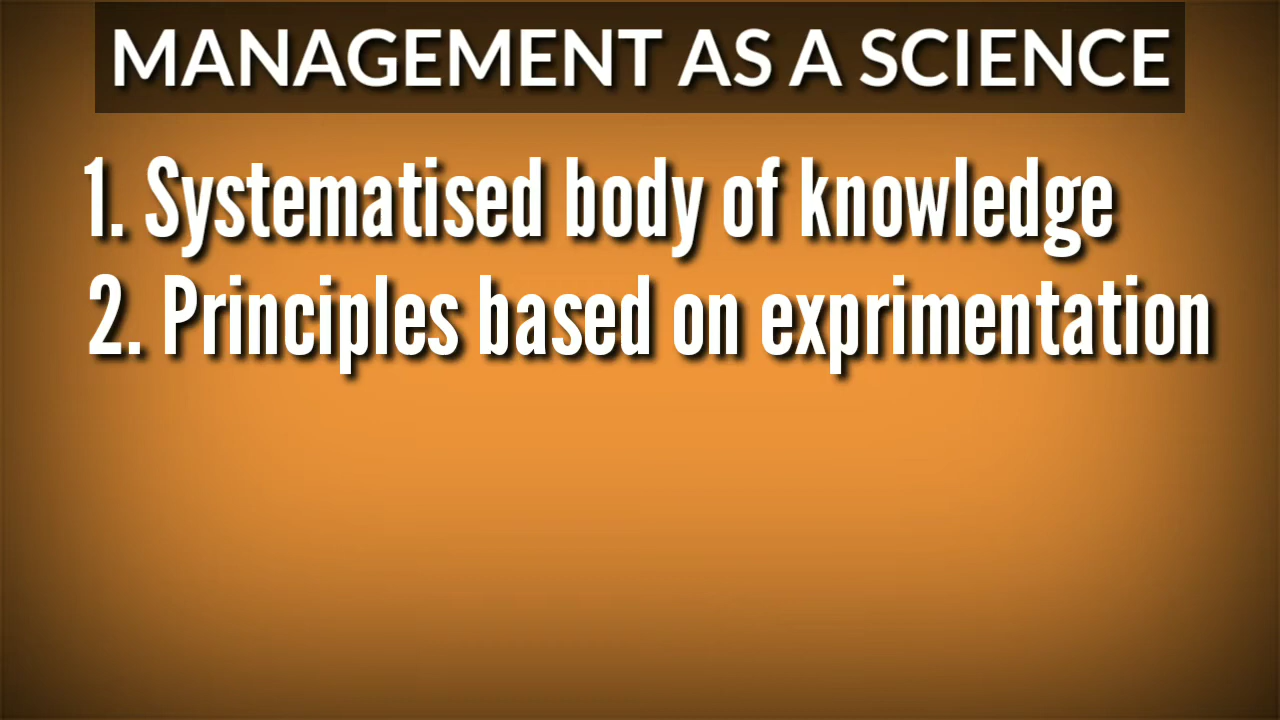 MANAGEMENT AS A SCIENCE
1. Systematised body of knowledge
2. Principles based on exprimentation